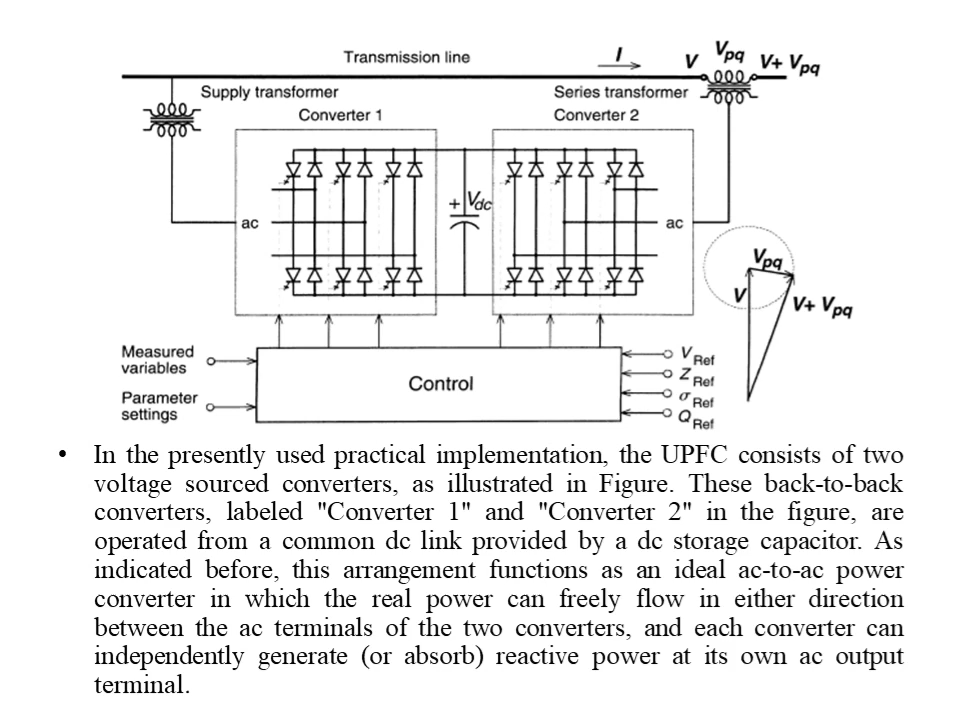 Transmission line
I
V
Vpq
V+ Vpq
Supply transformer
Series transformer
Converter 1
Converter 2
ac
+
Vdc
ac
Vpq
V
V+ Vpq
Measured
variables
Parameter
settings
Control
V Ref
Z Ref
σ Ref
Q Ref
• In the presently used practical implementation, the UPFC consists of two
voltage sourced converters, as illustrated in Figure. These back-to-back
converters, labeled "Converter 1" and "Converter 2" in the figure, are
operated from a common dc link provided by a dc storage capacitor. As
indicated before, this arrangement functions as an ideal ac-to-ac power
converter in which the real power can freely flow in either direction
between the ac terminals of the two converters, and each converter can
independently generate (or absorb) reactive power at its own ac output
terminal.